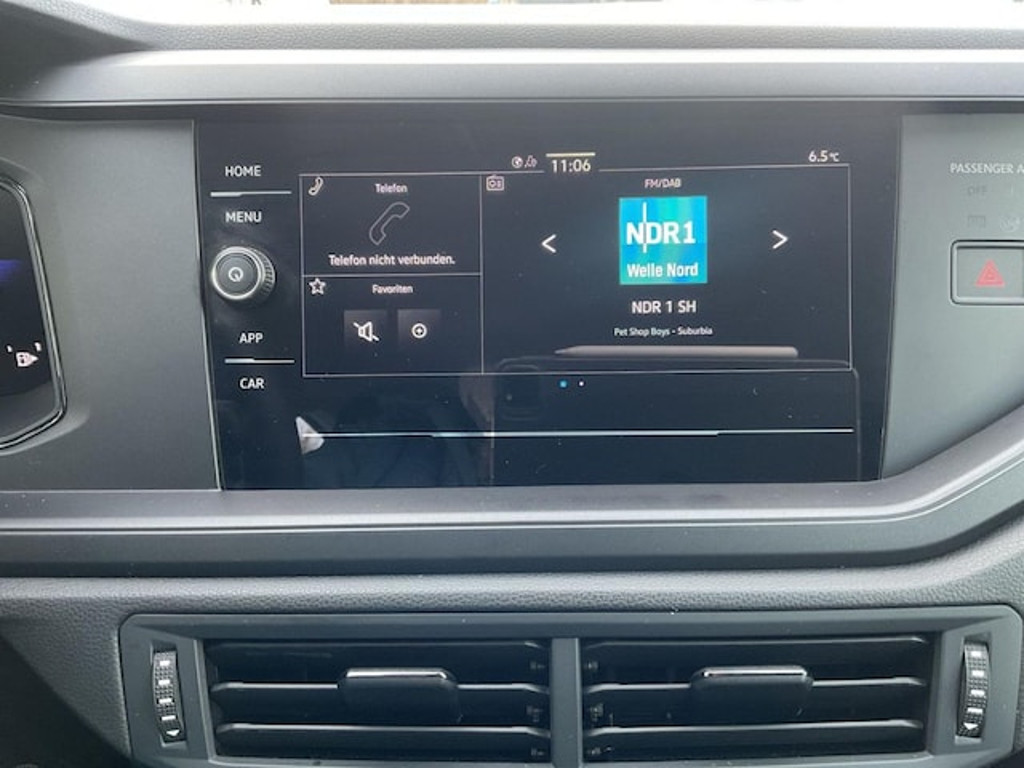 HOME
MENU
APP
CAR
11:06
6.5°C
Telefon
Telefon nicht verbunden.
Favoriten
FM/DAB
NDR1
Welle Nord
NDR 1 SH
Pet Shop Boys - Suburbia
PASSENGER A
OFF